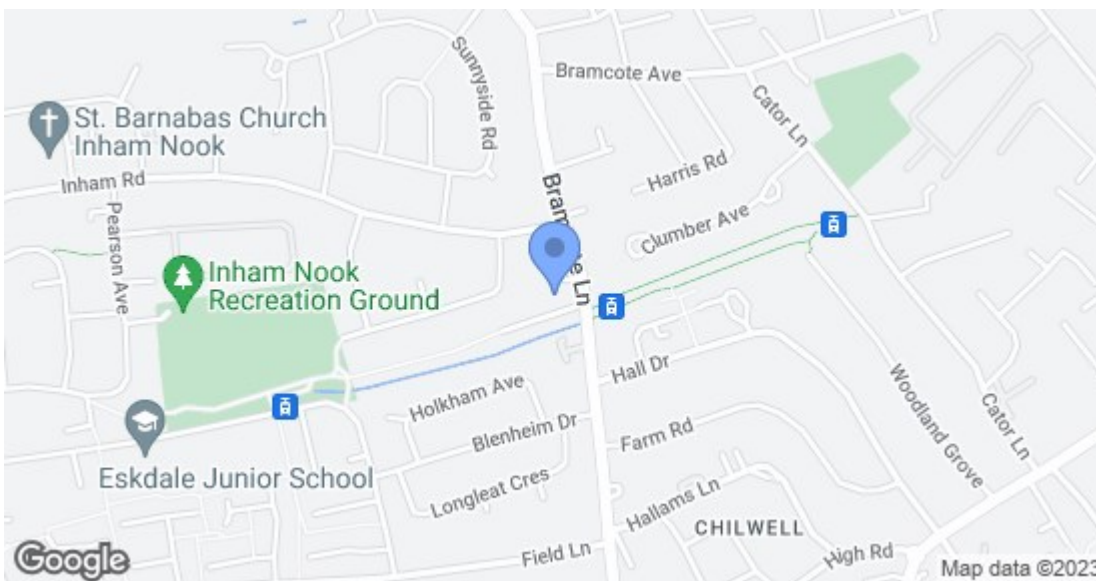 Sunnyside Rd
Bramcote Ave
Cator Ln
St. Barnabas Church
Inham Nook
Harris Rd
Inham Rd
Pearson Ave
Clumber Ave
Inham Nook
Recreation Ground
Hall Dr
Holkham Ave
Woodland Grove
Cator Ln
Blenheim Dr
Farm Rd
Eskdale Junior School
Longleat Cres
Hallams Ln
CHILWELL
Field Ln
High Rd
Google
Map data ©2023